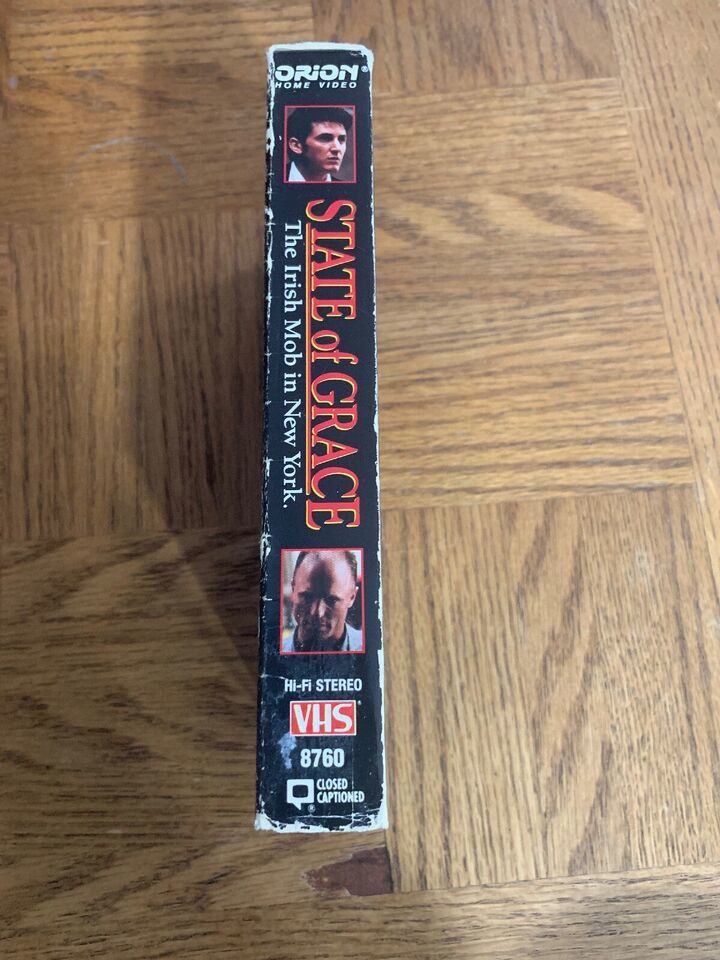 ORION®
HOME VIDEO
STATE of GRACE
The Irish Mob in New York.
Hi-Fi STEREO
VHS®
8760
CLOSED
CAPTIONED
®